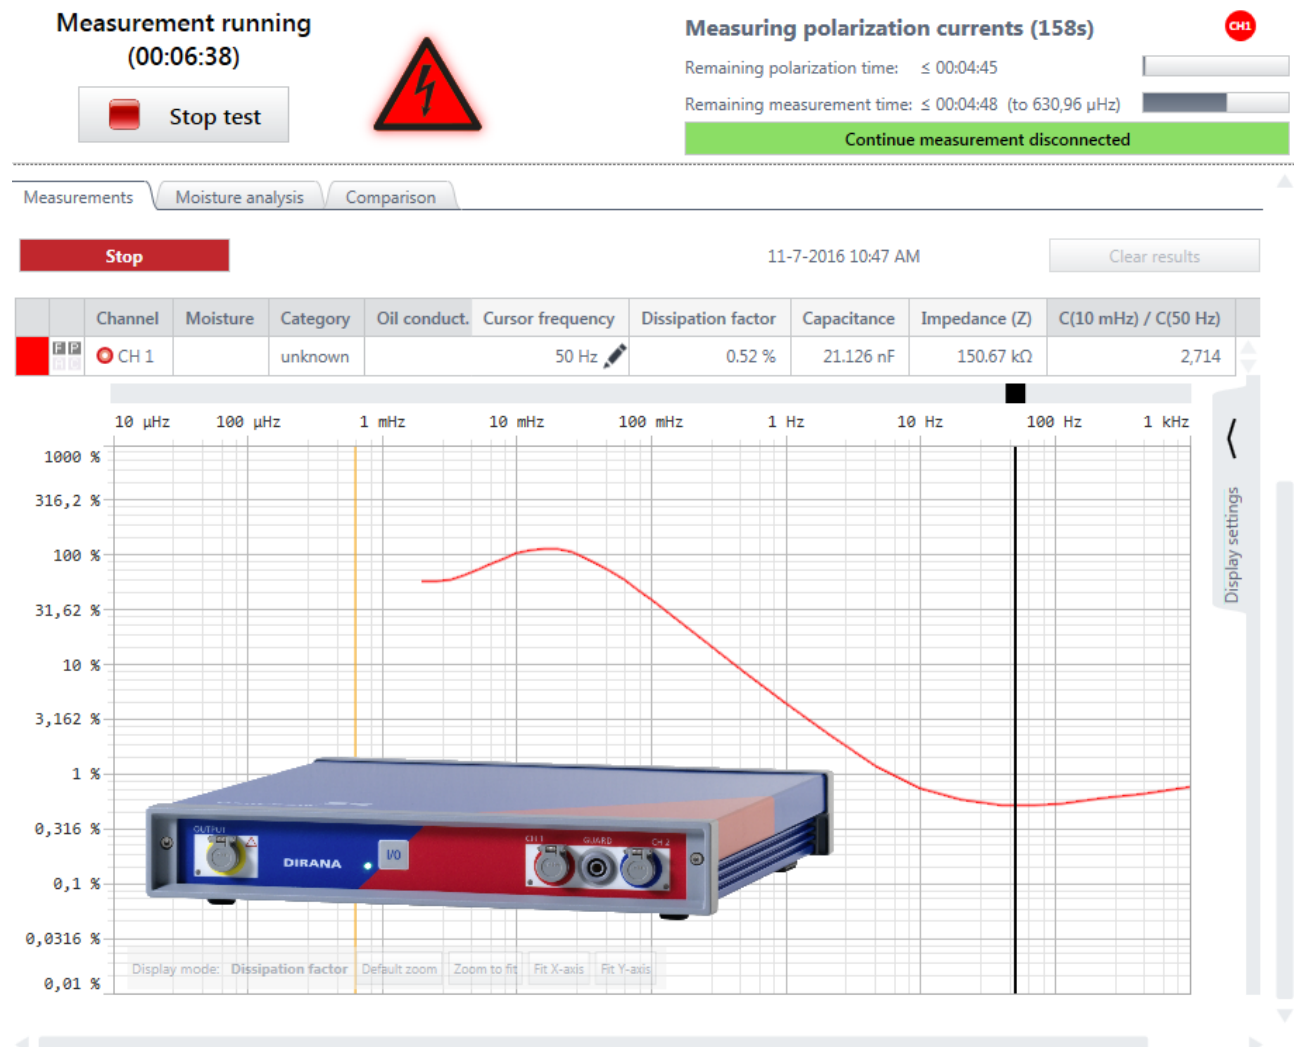 Measurement running
(00:06:38)
Stop test
Measuring polarization currents (158s)
CH1
Remaining polarization time: ≤ 00:04:45
Remaining measurement time: ≤ 00:04:48 (to 630,96 µHz)
Continue measurement disconnected
Measurements Moisture analysis Comparison
Stop 11-7-2016 10:47 AM Clear results
Channel Moisture Category Oil conduct. Cursor frequency Dissipation factor Capacitance Impedance (Z) C(10 mHz) / C(50 Hz)
F P H C CH 1 unknown 50 Hz 0.52 % 21.126 nF 150.67 kΩ 2,714
10 µHz 100 µHz 1 mHz 10 mHz 100 mHz 1 Hz 10 Hz 100 Hz 1 kHz
1000 %
316,2 %
100 %
31,62 %
10 %
3,162 %
1 %
0,316 %
0,1 %
0,0316 %
0,01 %
Display settings
OUTPUT
DIRANA
I/O
CH 1 GUARD CH 2
Display mode: Dissipation factor Default zoom Zoom to fit Fit X-axis Fit Y-axis